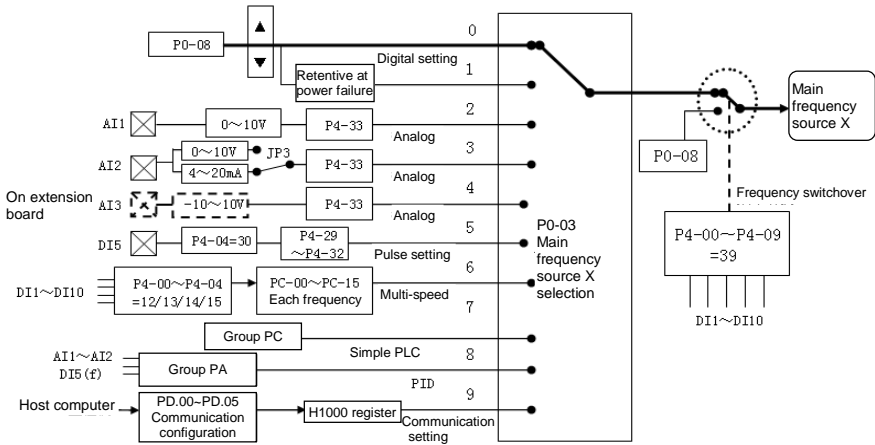 P0-08
▲
▼
0
Digital setting
1
Retentive at
power failure
AI1
0～10V
P4-33
2
Analog
AI2
0～10V
4～20mA
JP3
P4-33
3
Analog
On extension
board
AI3
-10～10V
P4-33
4
Analog
DI5
P4-04=30
P4-29
～P4-32
5
Pulse setting
DI1～DI10
P4-00～P4-04
=12/13/14/15
PC-00～PC-15
Each frequency
6
Multi-speed
7
Group PC
Simple PLC
8
AI1～AI2
DI5(f)
Group PA
PID
9
Host computer
PD.00~PD.05
Communication
configuration
H1000 register
Communication
setting
P0-03
Main
frequency
source X
selection
Main
frequency
source X
P0-08
Frequency switchover
P4-00～P4-09
=39
DI1～DI10